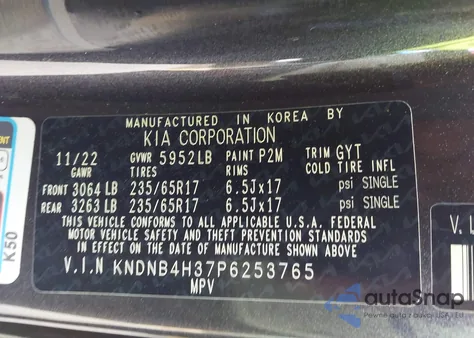 MANUFACTURED IN KOREA BY
KIA CORPORATION
11/22 GVWR 5952LB PAINT P2M TRIM GYT
GAWR TIRES RIMS COLD TIRE INFL
FRONT 3064 LB 235/65R17 6.5Jx17 psi SINGLE
REAR 3263 LB 235/65R17 6.5Jx17 psi SINGLE
THIS VEHICLE CONFORMS TO ALL APPLICABLE U.S. FEDERAL
MOTOR VEHICLE SAFETY AND THEFT PREVENTION STANDARDS
IN EFFECT ON THE DATE OF MANUFACTURE SHOWN ABOVE.
V.I.N KNDNB4H37P6253765
MPV
K50
V.
autaSnap